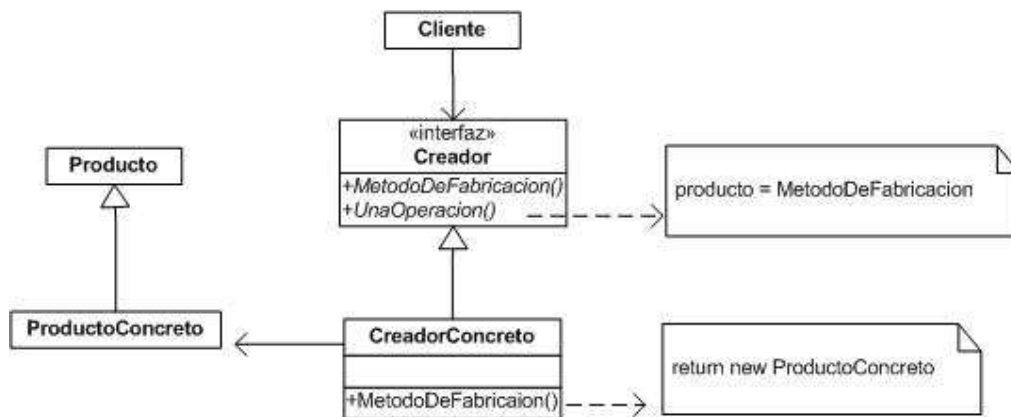 Cliente
«interfaz»
Creador
+MetodoDeFabricacion()
+UnaOperacion()
producto = MetodoDeFabricacion
Producto
ProductoConcreto
CreadorConcreto
+MetodoDeFabricaion()
return new ProductoConcreto